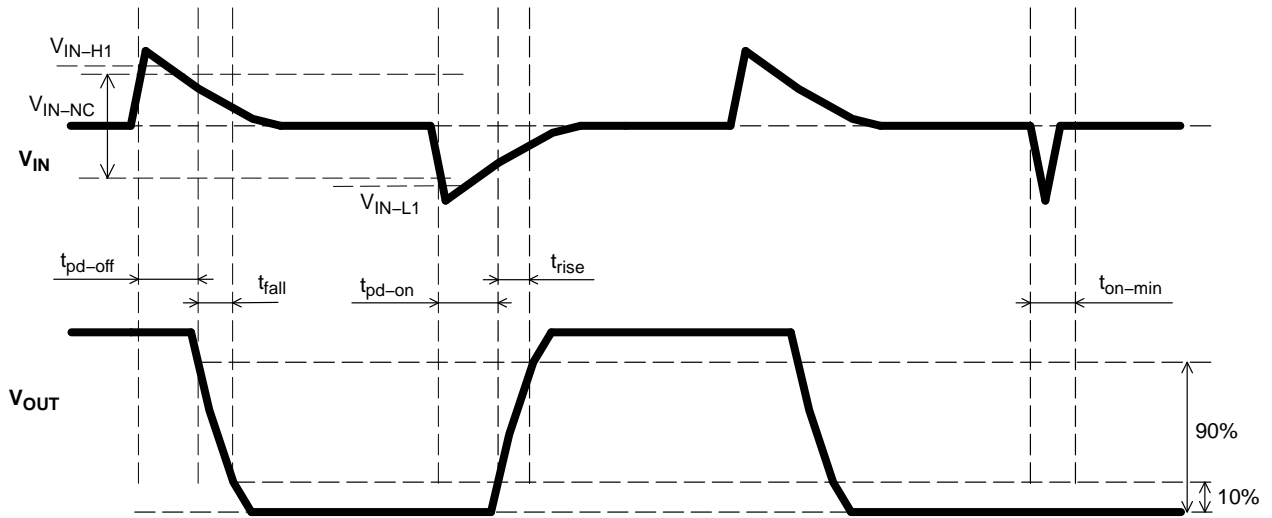 VIN−H1
VIN−NC
VIN
VIN−L1
tpd−off
tfall
tpd−on
trise
ton−min
VOUT
90%
10%